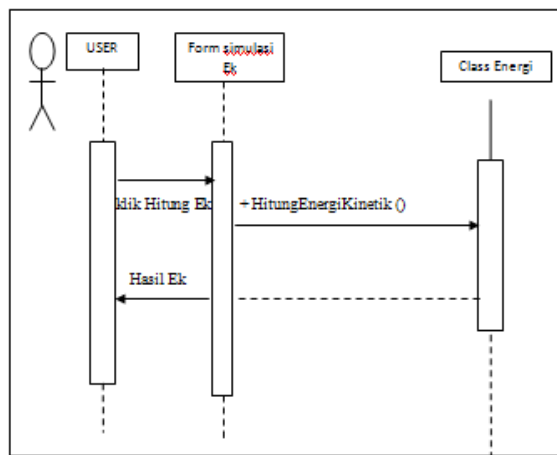 USER
Form simulasi
Ek
Class Energi
klik Hitung Ek
+ HitungEnergiKinetik ()
Hasil Ek